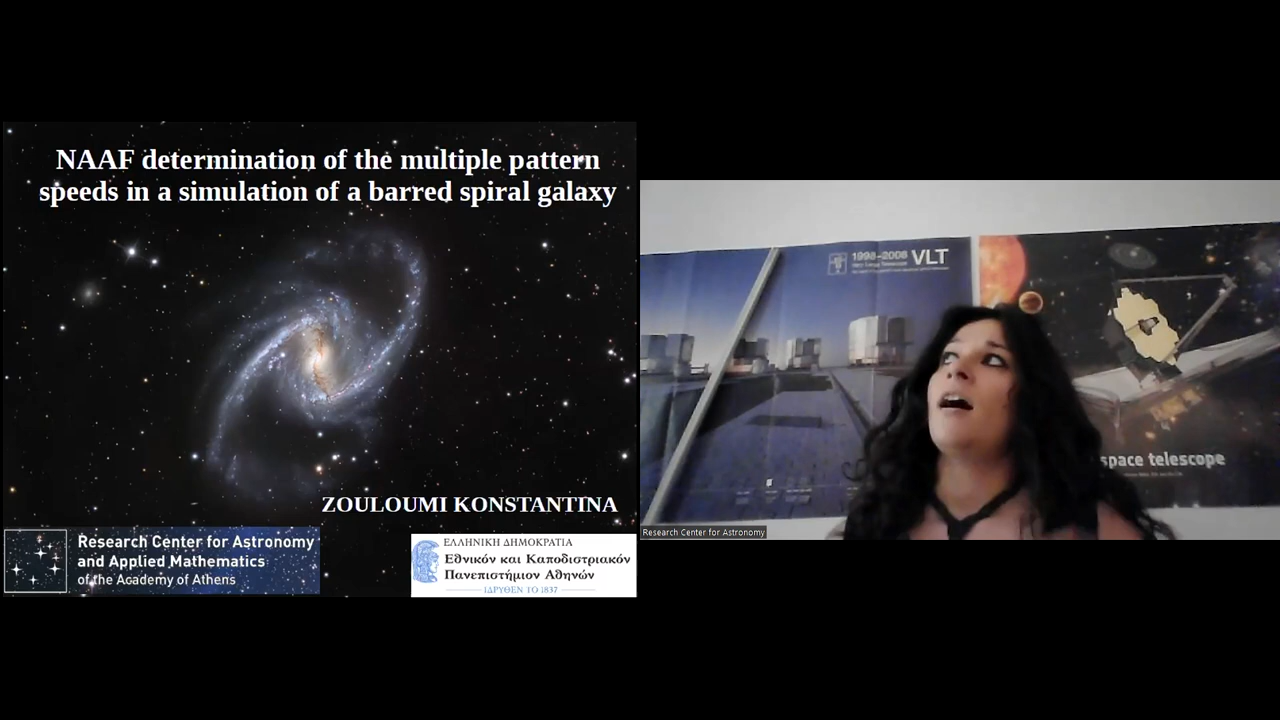 NAAF determination of the multiple pattern
speeds in a simulation of a barred spiral galaxy
ZOULOUMI KONSTANTINA
Research Center for Astronomy
and Applied Mathematics
of the Academy of Athens
ΕΛΛΗΝΙΚΗ ΔΗΜΟΚΡΑΤΙΑ
Εθνικόν και Καποδιστριακόν
Πανεπιστήμιον Αθηνών
ΙΔΡΥΘΕΝ ΤΟ 1837
1998–2008 VLT
space telescope
Research Center for Astronomy